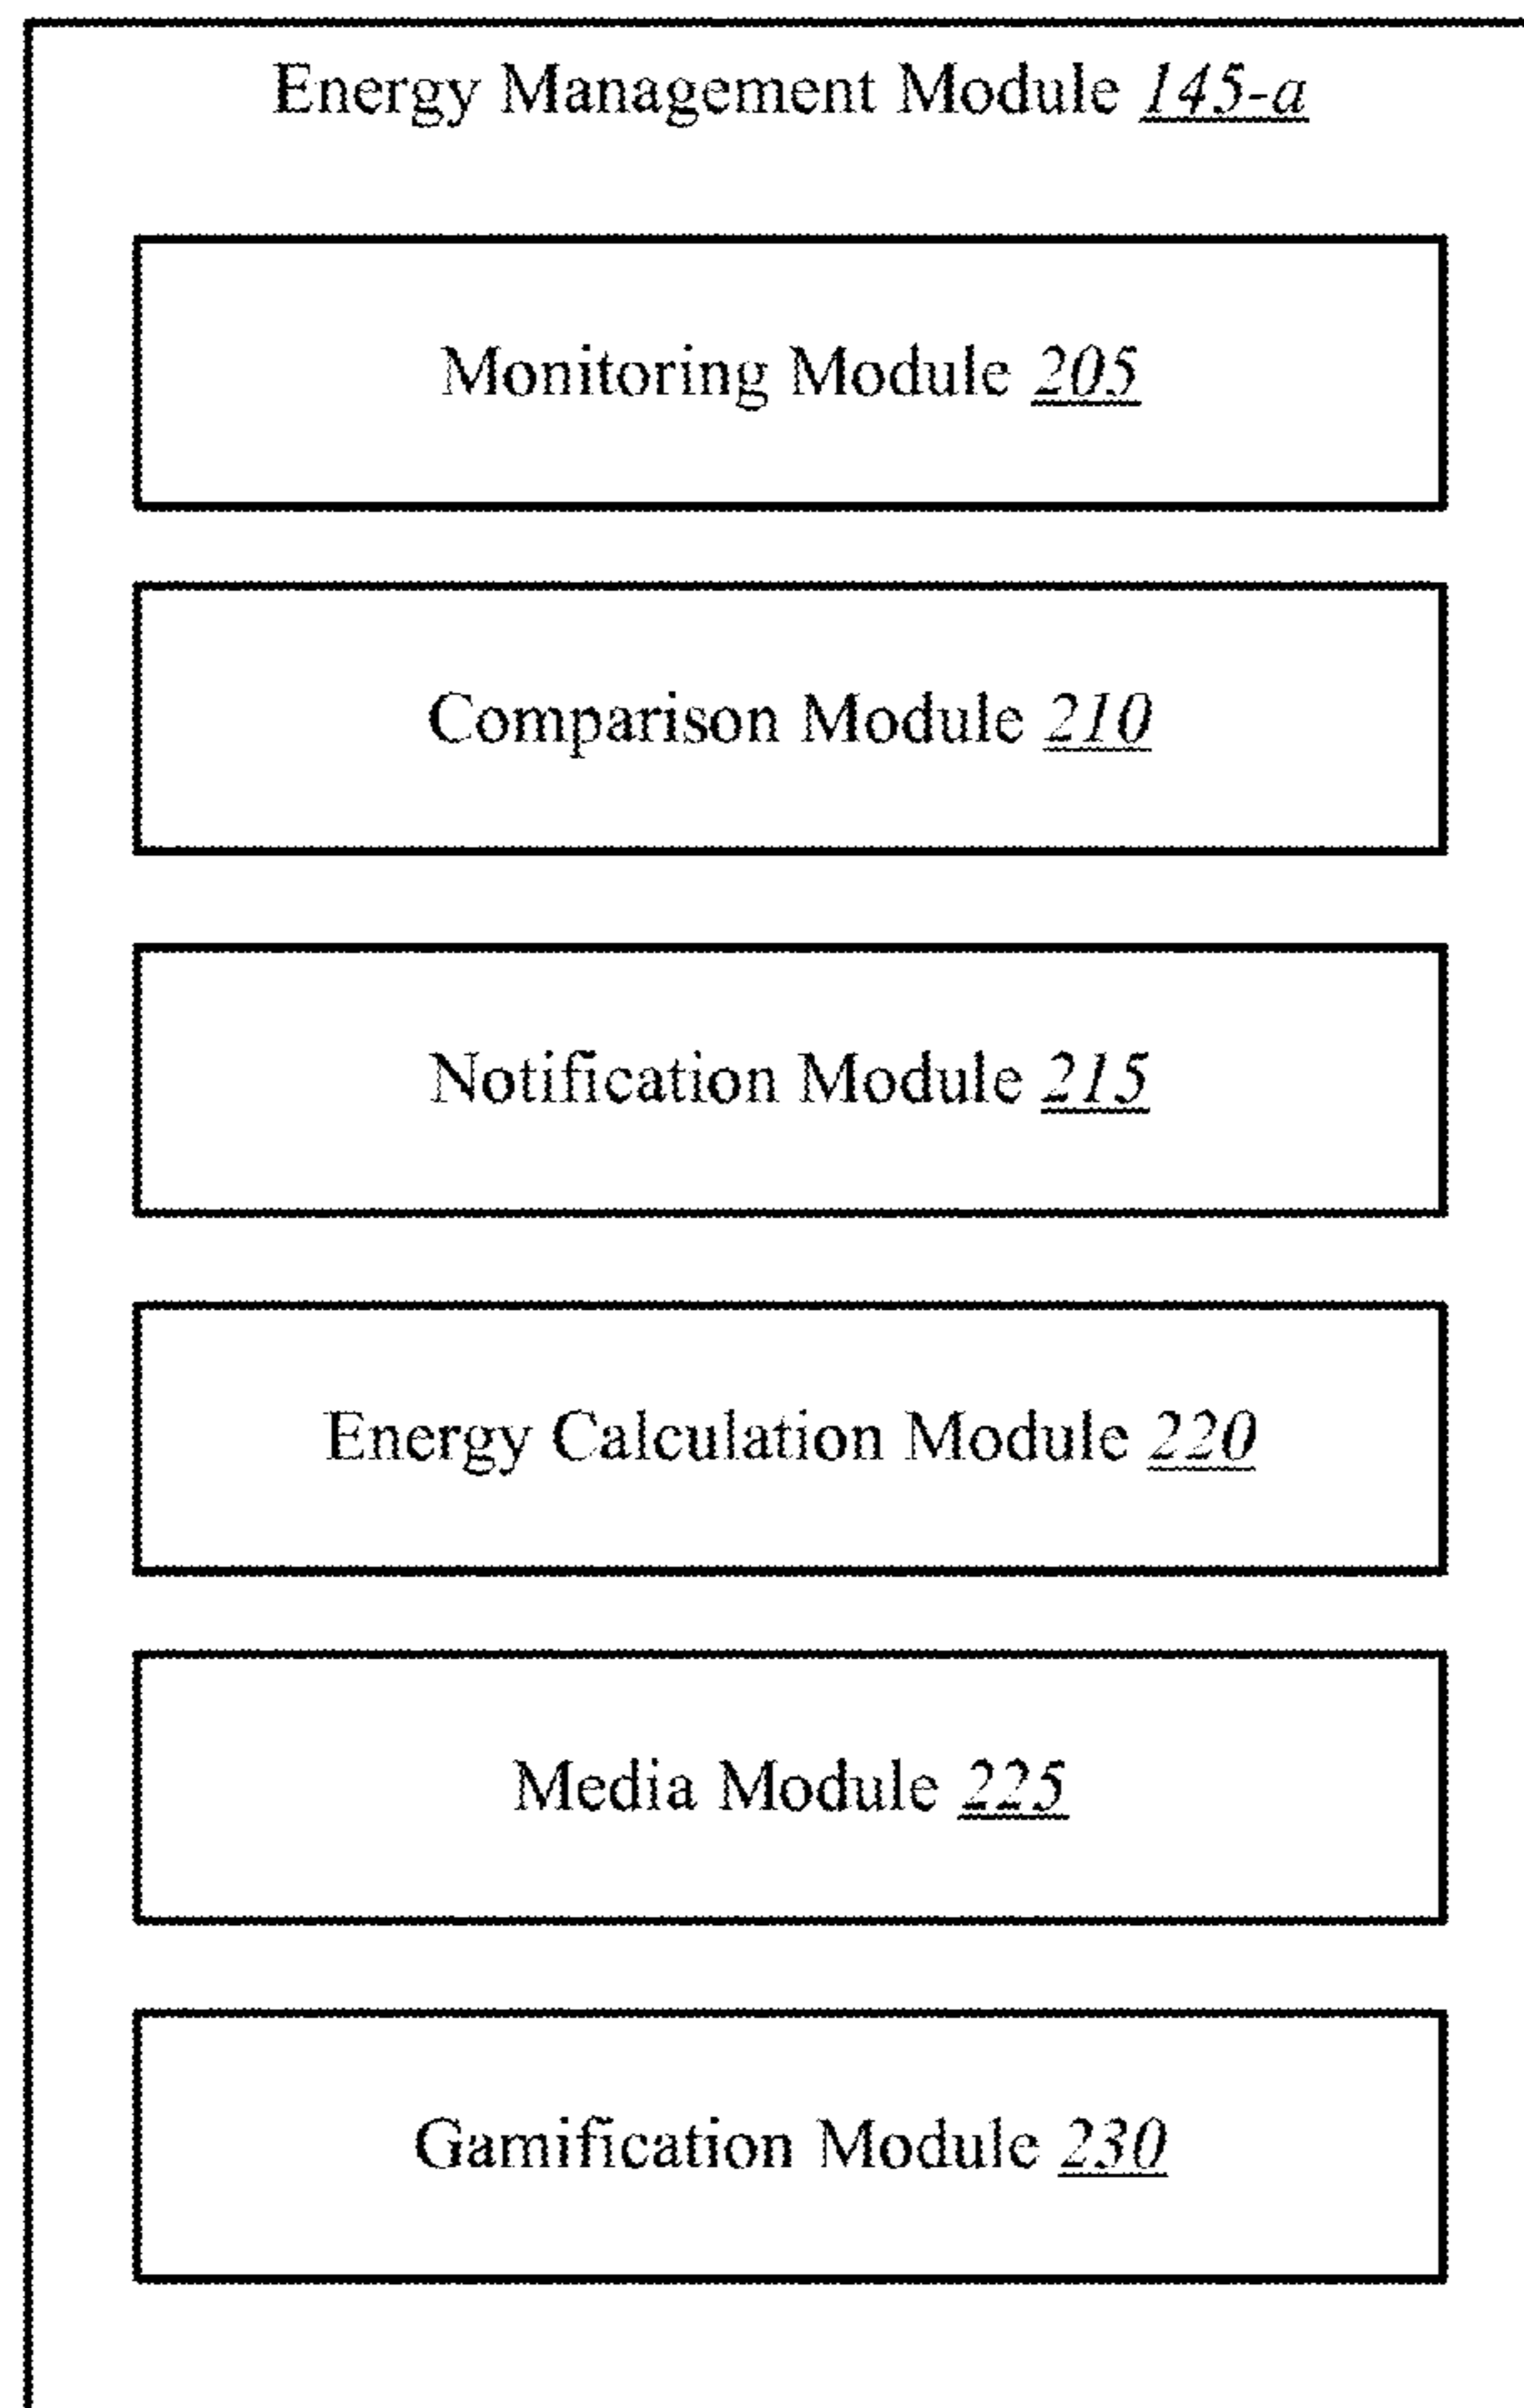 Energy Management Module 145-a
Monitoring Module 205
Comparison Module 210
Notification Module 215
Energy Calculation Module 220
Media Module 225
Gamification Module 230